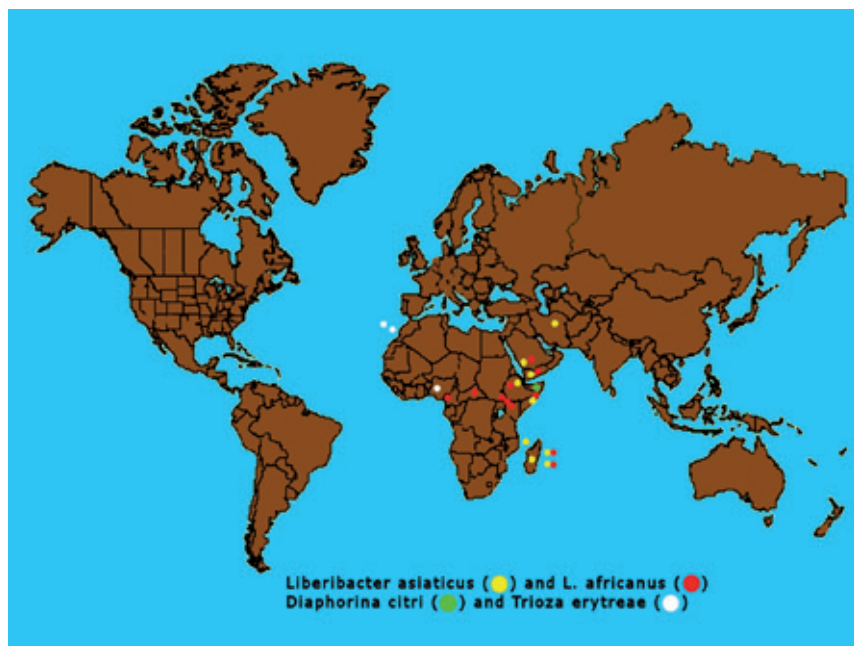 Liberibacter asiaticus ( ) and L. africanus ( )
Diaphorina citri ( ) and Trioza erytreae ( )